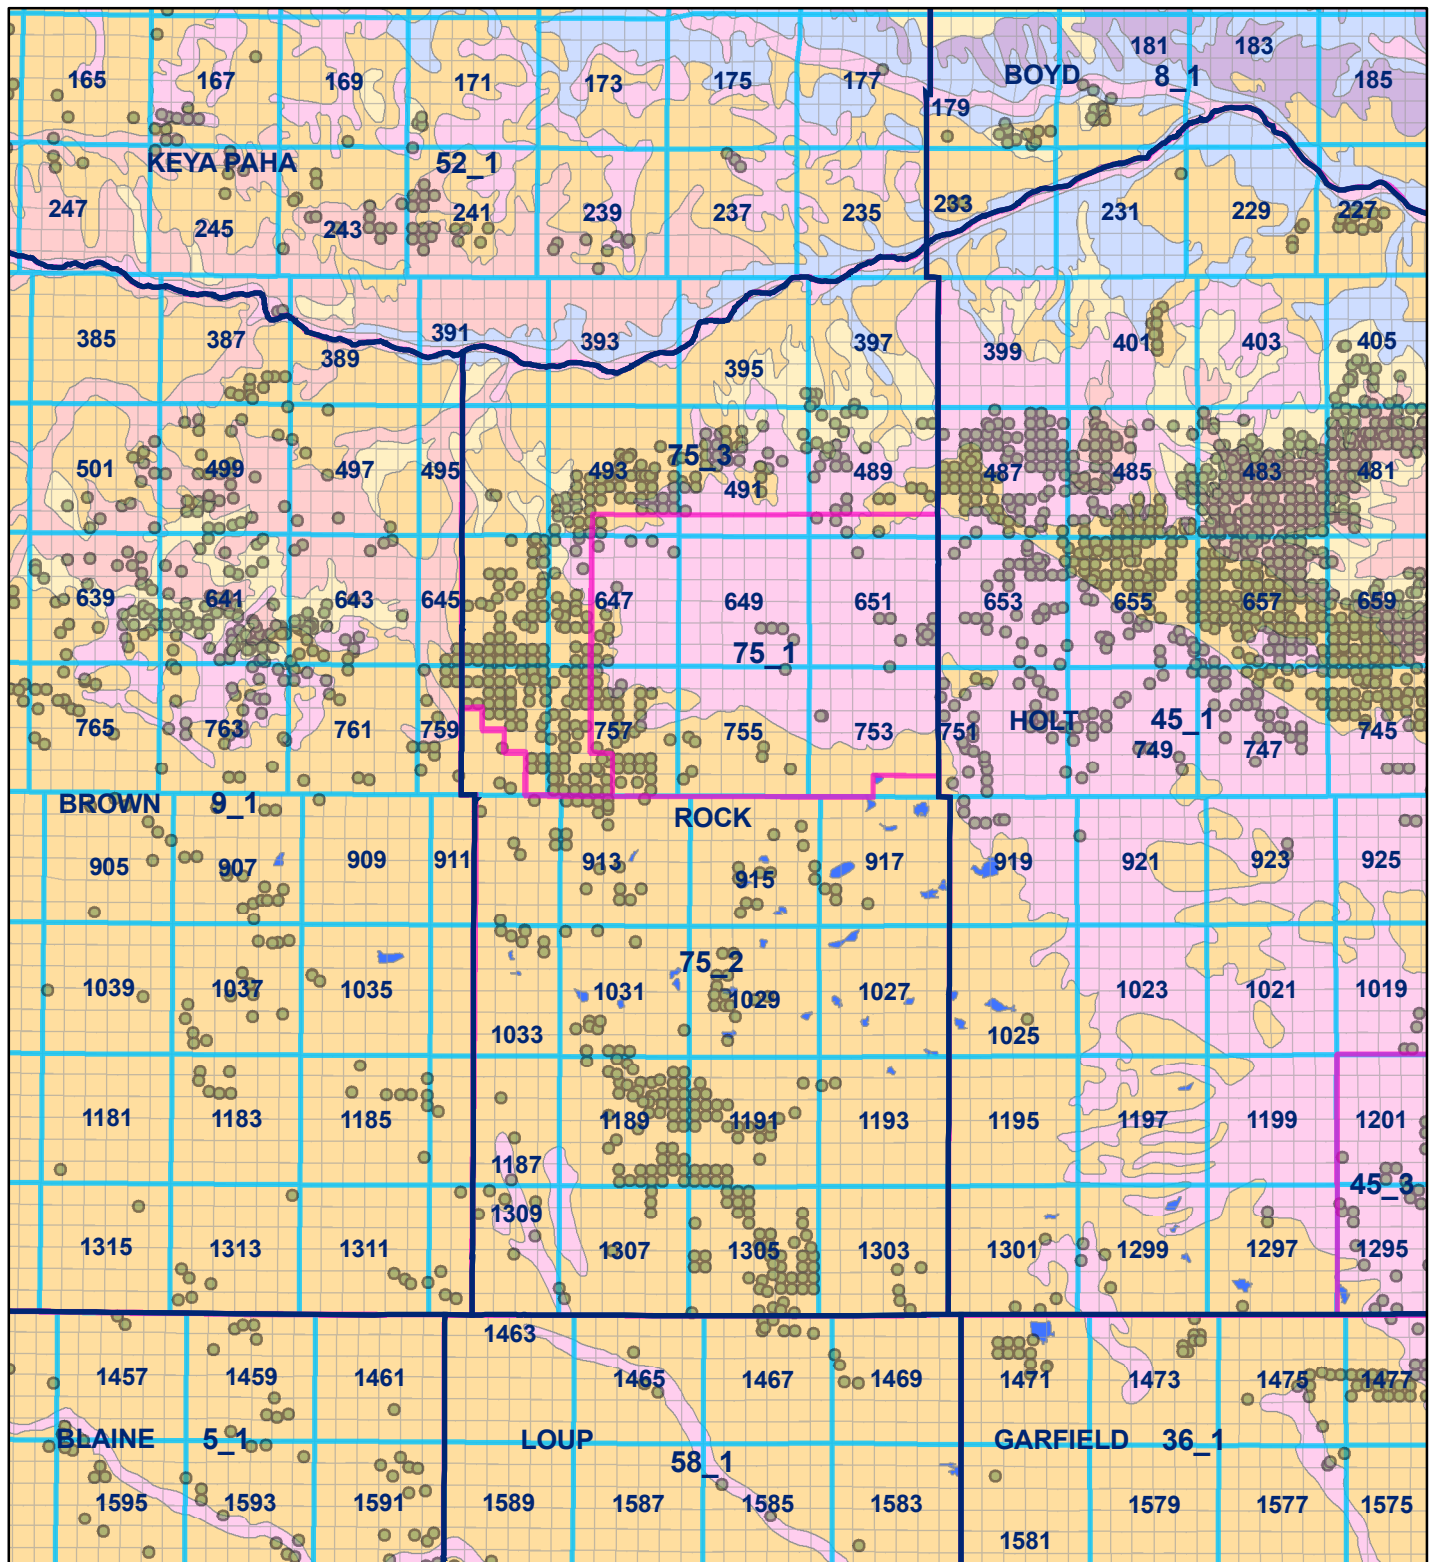 181 183
165 167 169 171 173 175 177 BOYD 8_1 185
179
KEYA PAHA 52_1
247 245 243 241 239 237 235 233 231 229 227
385 387 389 391 393 395 397 399 401 403 405
501 499 497 495 493 75_3 491 489 487 485 483 481
639 641 643 645 647 649 651 653 655 657 659
75_1
765 763 761 759 757 755 753 751 HOLT 45_1 749 747 745
BROWN 9_1 ROCK
905 907 909 911 913 915 917 919 921 923 925
75_2
1039 1037 1035 1033 1031 1029 1027 1025 1023 1021 1019
1181 1183 1185 1187 1189 1191 1193 1195 1197 1199 1201
45_3
1315 1313 1311 1309 1307 1305 1303 1301 1299 1297 1295
1457 1459 1461 1463 1465 1467 1469 1471 1473 1475 1477
BLAINE 5_1 LOUP 58_1 GARFIELD 36_1
1595 1593 1591 1589 1587 1585 1583 1581 1579 1577 1575